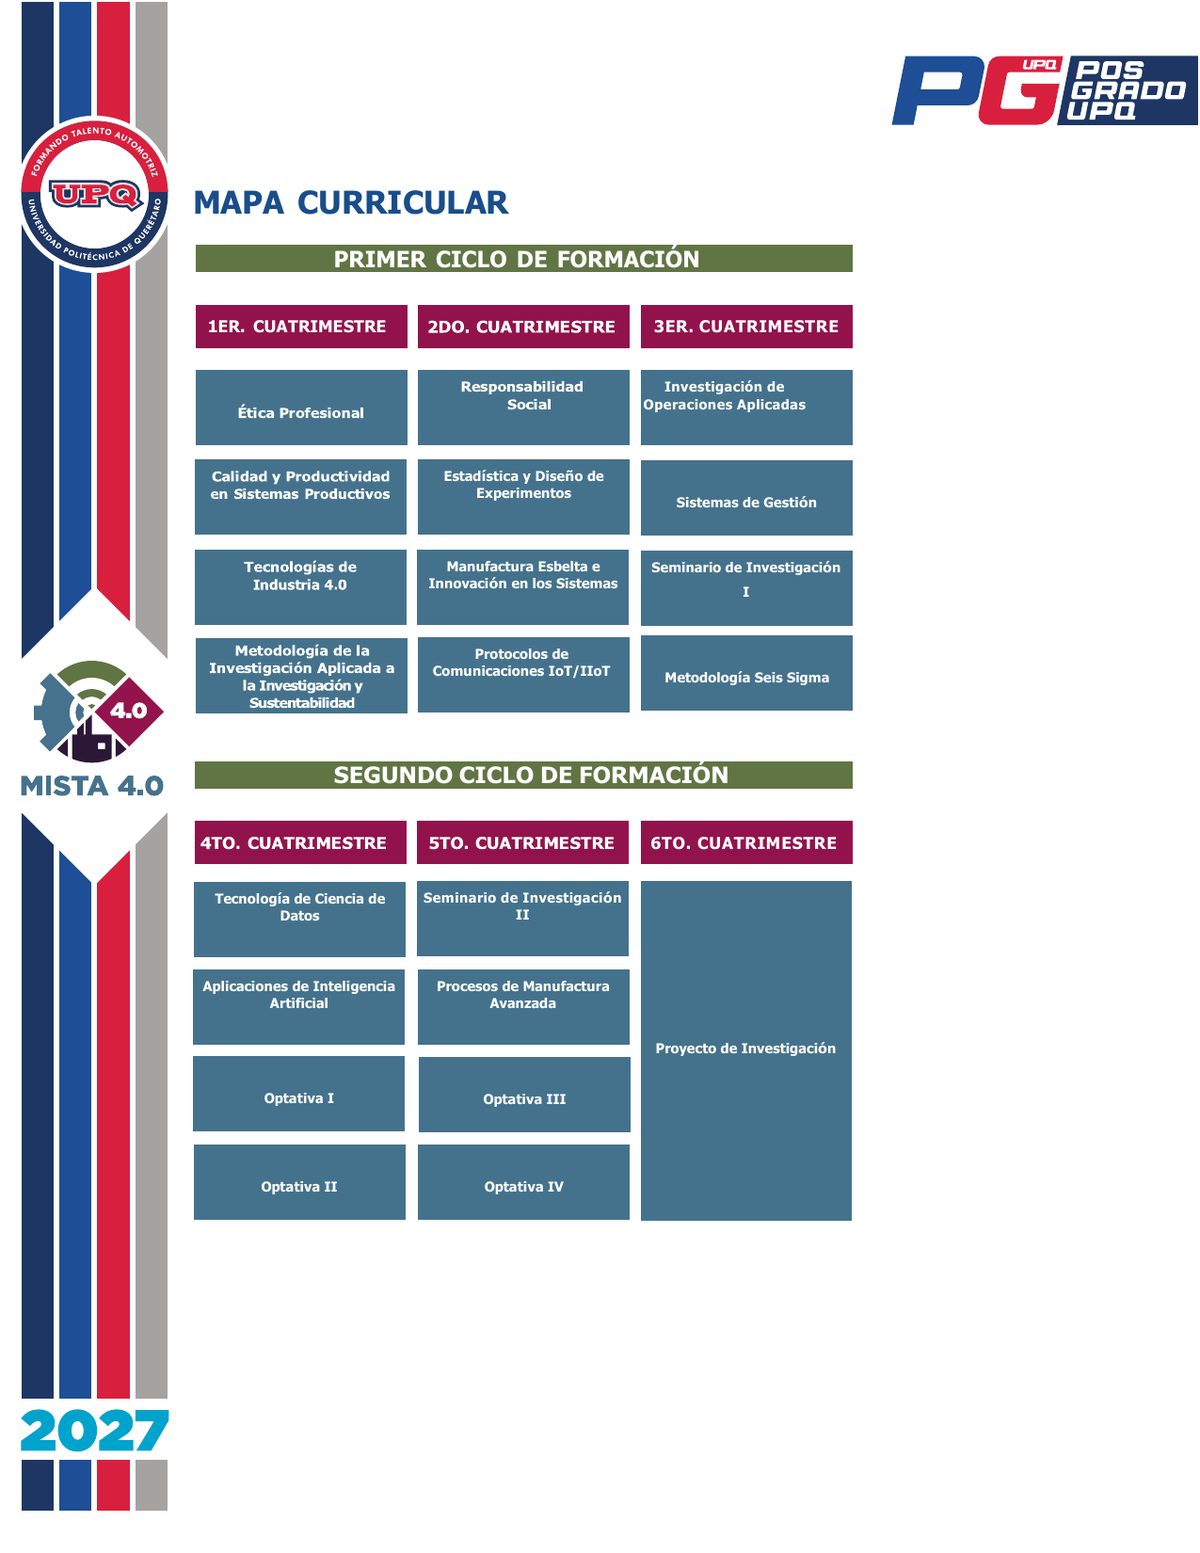 UPQ
POS
GRADO
UPQ
PG
FORMANDO TALENTO AUTOMOTRIZ
UPQ
UNIVERSIDAD POLITÉCNICA DE QUERÉTARO
MAPA CURRICULAR
PRIMER CICLO DE FORMACIÓN
1ER. CUATRIMESTRE
2DO. CUATRIMESTRE
3ER. CUATRIMESTRE
Ética Profesional
Responsabilidad
Social
Investigación de
Operaciones Aplicadas
Calidad y Productividad
en Sistemas Productivos
Estadística y Diseño de
Experimentos
Sistemas de Gestión
Tecnologías de
Industria 4.0
Manufactura Esbelta e
Innovación en los Sistemas
Seminario de Investigación
I
Metodología de la
Investigación Aplicada a
la Investigación y
Sustentabilidad
Protocolos de
Comunicaciones IoT/IIoT
Metodología Seis Sigma
4.0
MISTA 4.0
SEGUNDO CICLO DE FORMACIÓN
4TO. CUATRIMESTRE
5TO. CUATRIMESTRE
6TO. CUATRIMESTRE
Tecnología de Ciencia de
Datos
Seminario de Investigación
II
Aplicaciones de Inteligencia
Artificial
Procesos de Manufactura
Avanzada
Proyecto de Investigación
Optativa I
Optativa III
Optativa II
Optativa IV
2027